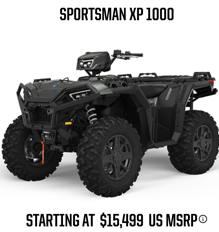 SPORTSMAN XP 1000
STARTING AT $15,499 US MSRP